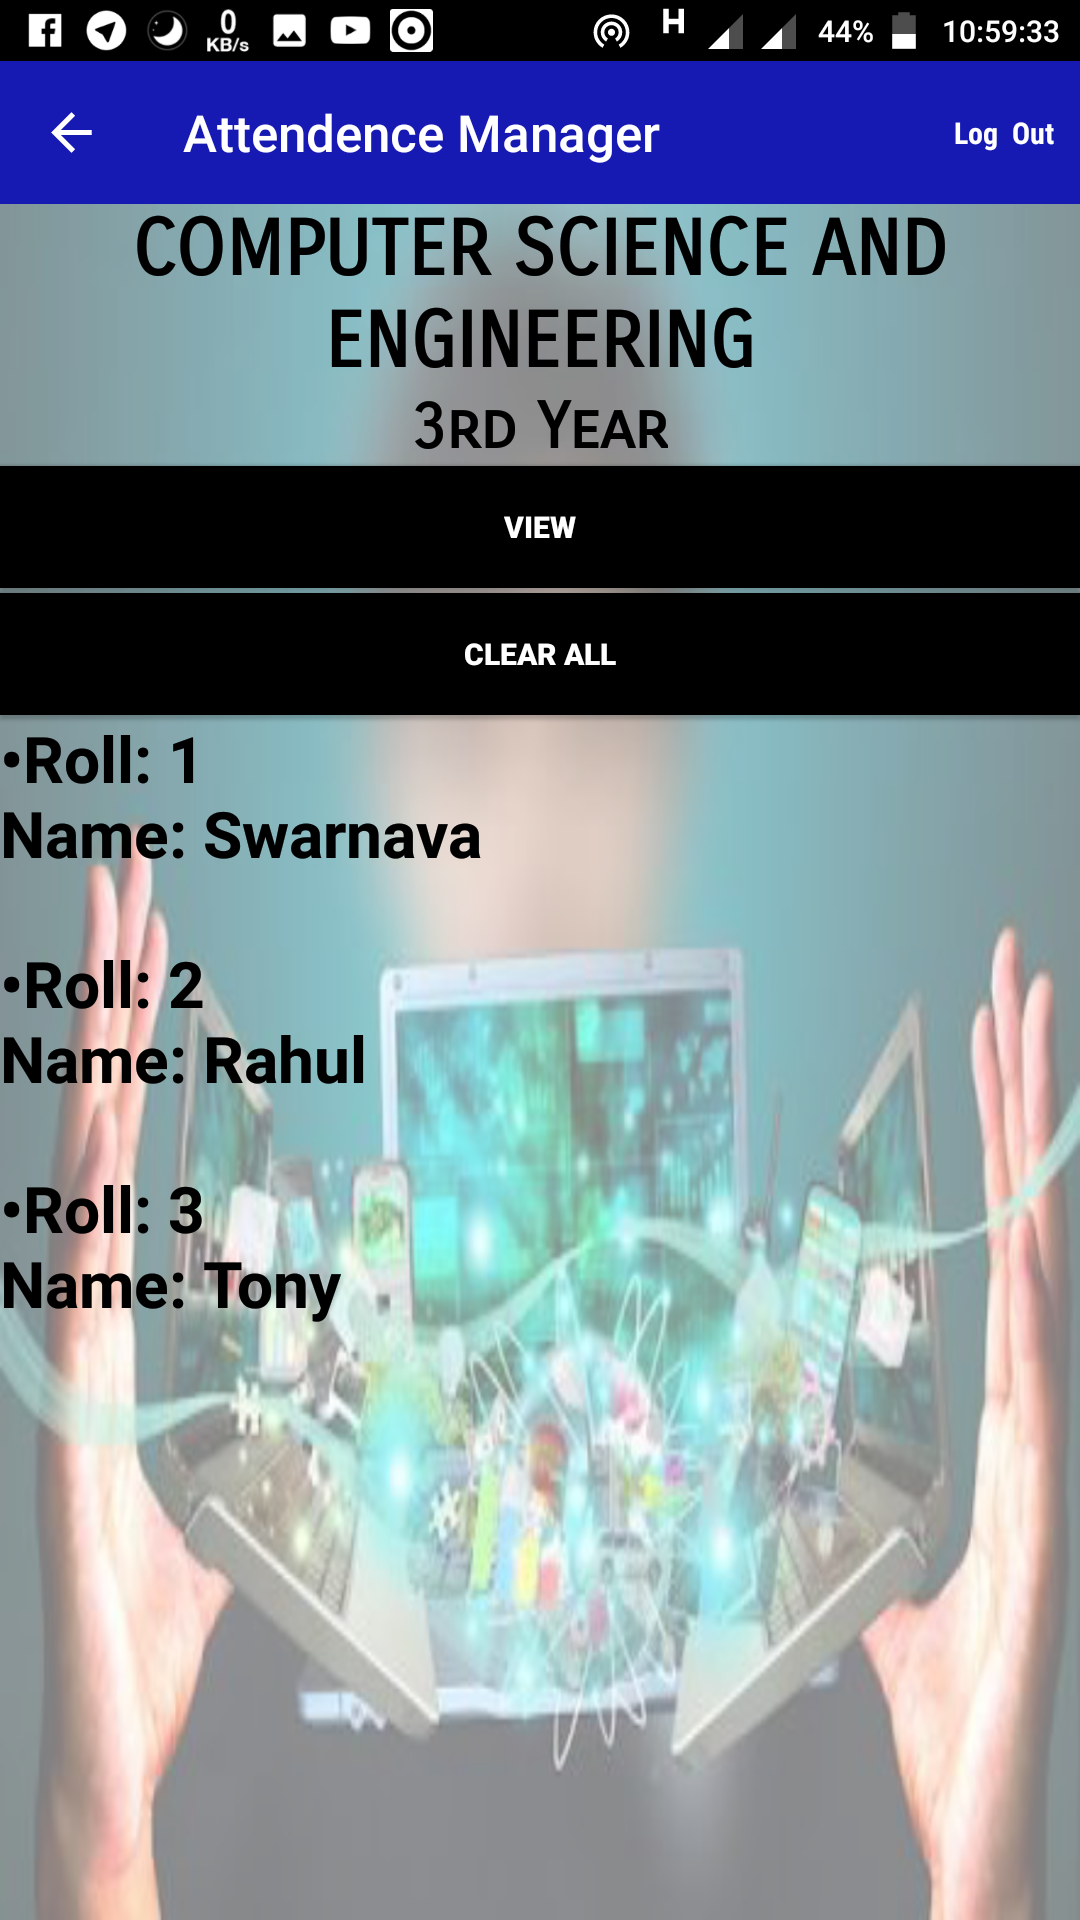 0
KB/s
H
44%
10:59:33
Attendence Manager
Log Out
COMPUTER SCIENCE AND
ENGINEERING
3RD YEAR
VIEW
CLEAR ALL
•Roll: 1
Name: Swarnava
•Roll: 2
Name: Rahul
•Roll: 3
Name: Tony